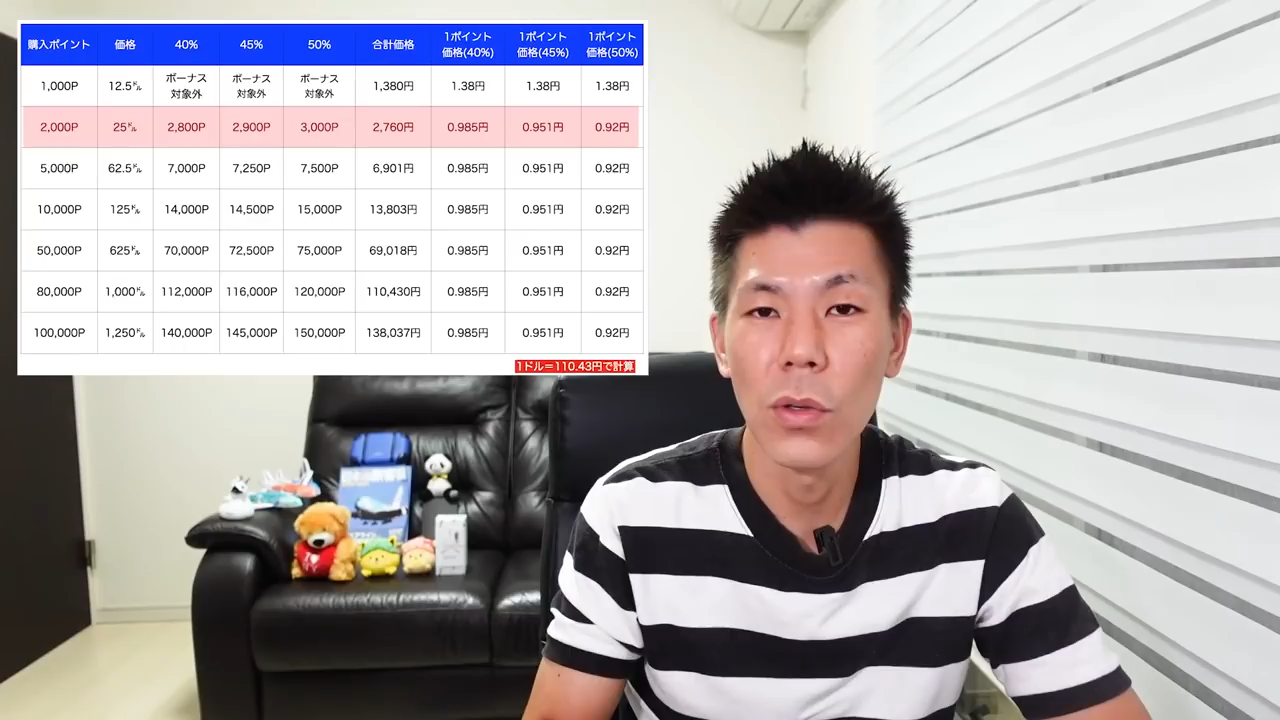 購入ポイント 価格 40% 45% 50% 合計価格 1ポイント価格(40%) 1ポイント価格(45%) 1ポイント価格(50%)
1,000P 12.5㌦ ボーナス対象外 ボーナス対象外 ボーナス対象外 1,380円 1.38円 1.38円 1.38円
2,000P 25㌦ 2,800P 2,900P 3,000P 2,760円 0.985円 0.951円 0.92円
5,000P 62.5㌦ 7,000P 7,250P 7,500P 6,901円 0.985円 0.951円 0.92円
10,000P 125㌦ 14,000P 14,500P 15,000P 13,803円 0.985円 0.951円 0.92円
50,000P 625㌦ 70,000P 72,500P 75,000P 69,018円 0.985円 0.951円 0.92円
80,000P 1,000㌦ 112,000P 116,000P 120,000P 110,430円 0.985円 0.951円 0.92円
100,000P 1,250㌦ 140,000P 145,000P 150,000P 138,037円 0.985円 0.951円 0.92円
1ドル＝110.43円で計算